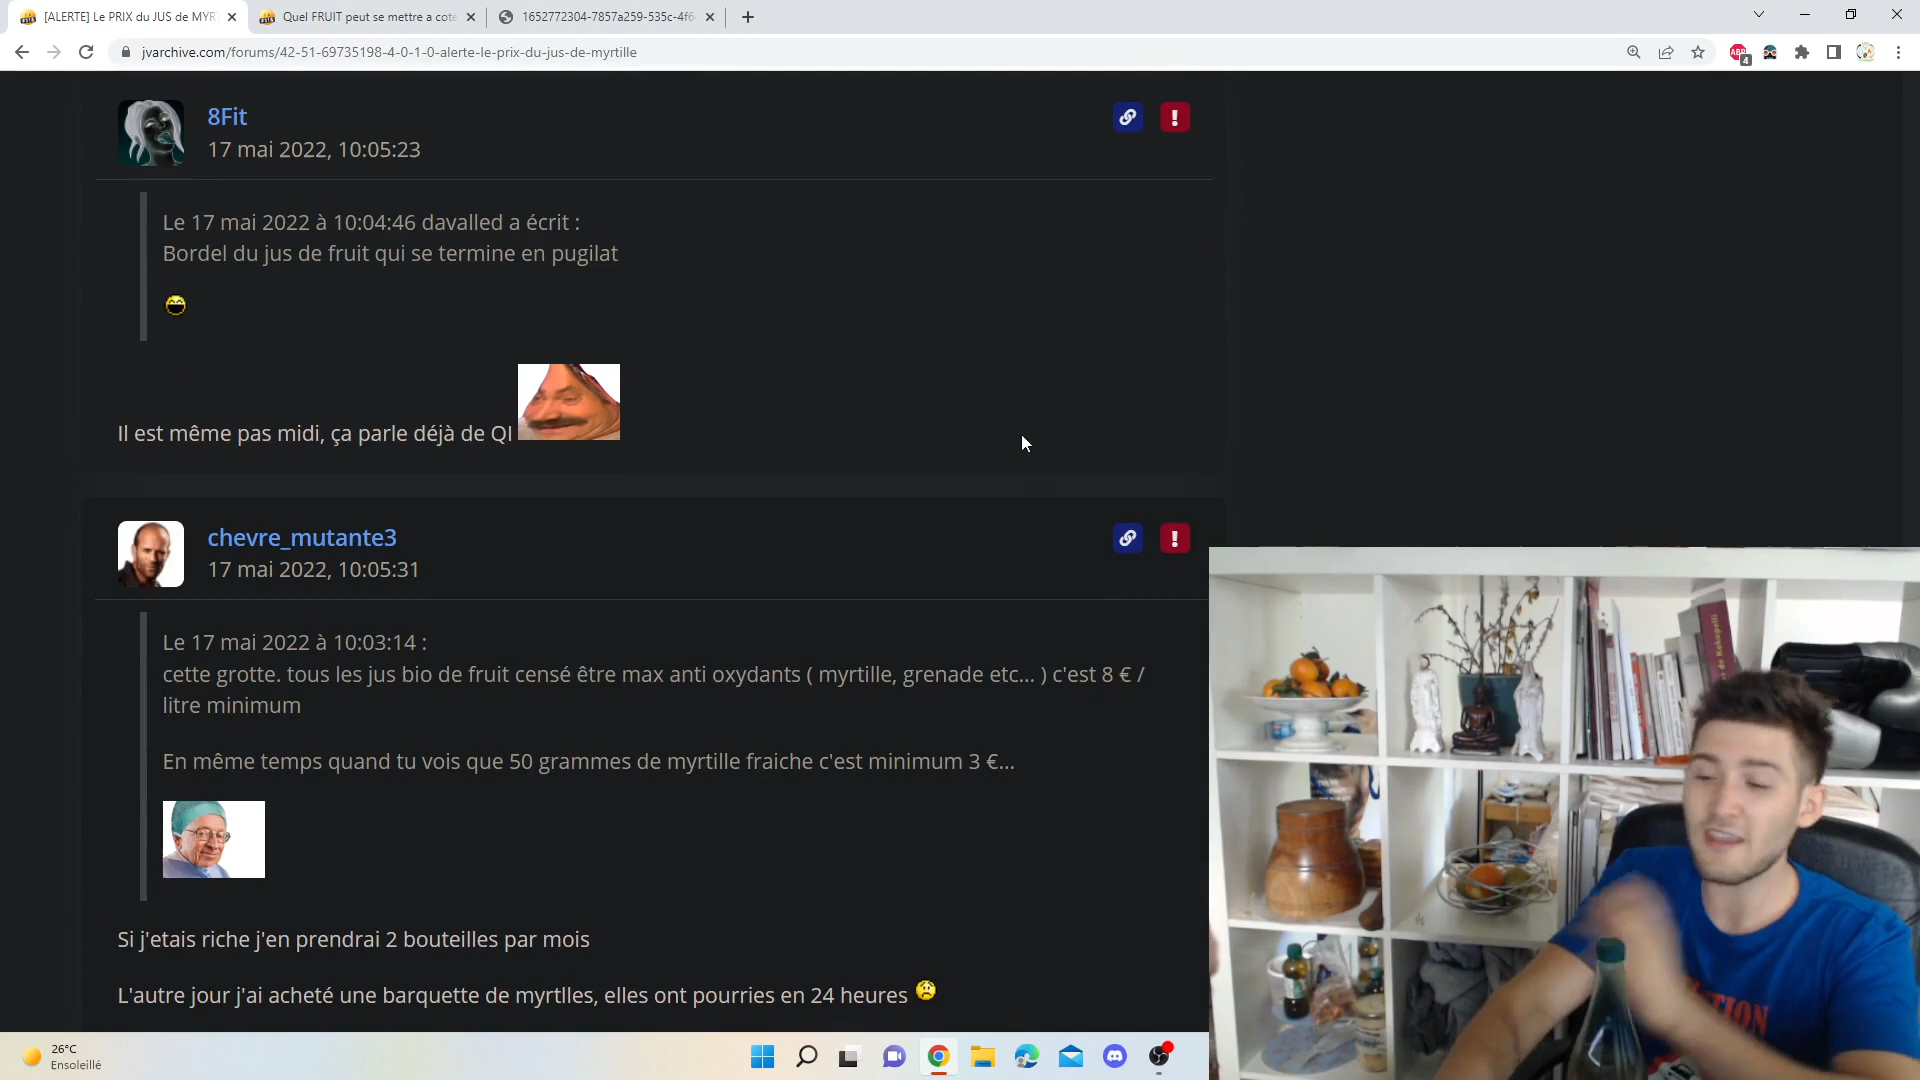 [ALERTE] Le PRIX du JUS de MYR
Quel FRUIT peut se mettre a cot
1652772304-7857a259-535c-4f6
jvarchive.com/forums/42-51-69735198-4-0-1-0-alerte-le-prix-du-jus-de-myrtille
ABP
4
8Fit
17 mai 2022, 10:05:23
Le 17 mai 2022 à 10:04:46 davalled a écrit :
Bordel du jus de fruit qui se termine en pugilat
Il est même pas midi, ça parle déjà de QI
chevre_mutante3
17 mai 2022, 10:05:31
Le 17 mai 2022 à 10:03:14 :
cette grotte. tous les jus bio de fruit censé être max anti oxydants ( myrtille, grenade etc... ) c'est 8 € /
litre minimum
En même temps quand tu vois que 50 grammes de myrtille fraiche c'est minimum 3 €...
Si j'etais riche j'en prendrai 2 bouteilles par mois
L'autre jour j'ai acheté une barquette de myrtlles, elles ont pourries en 24 heures
26°C
Ensoleillé